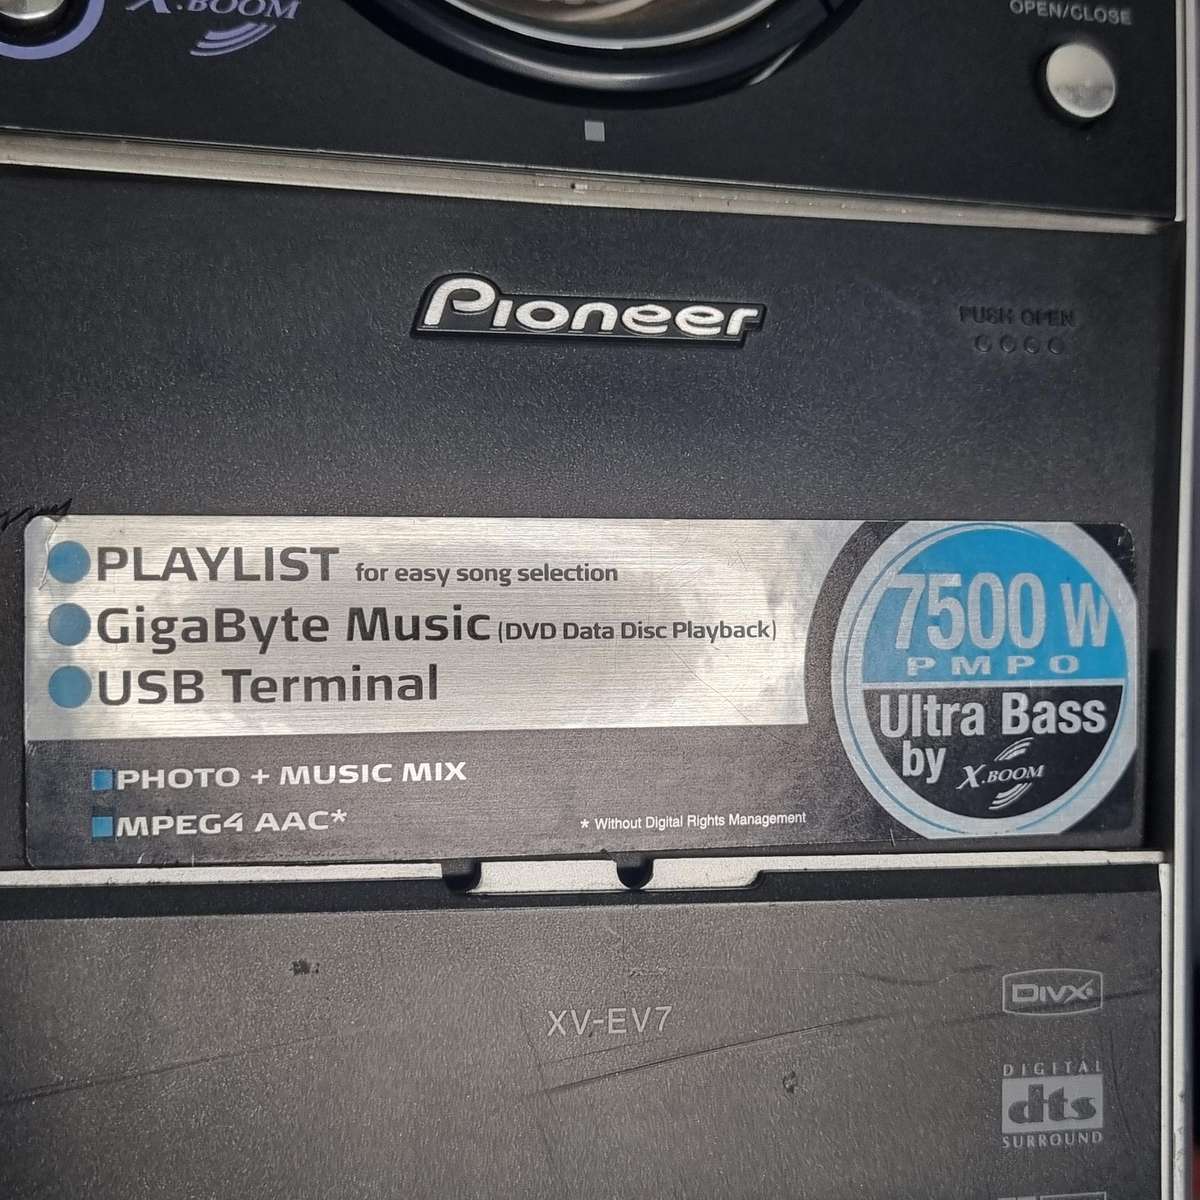 X.BOOM
OPEN/CLOSE
Pioneer
PUSH OPEN
PLAYLIST for easy song selection
GigaByte Music (DVD Data Disc Playback)
USB Terminal
PHOTO + MUSIC MIX
MPEG4 AAC*
* Without Digital Rights Management
7500 W
PMPO
Ultra Bass
by X.BOOM
XV-EV7
DIVX
DIGITAL
dts
SURROUND